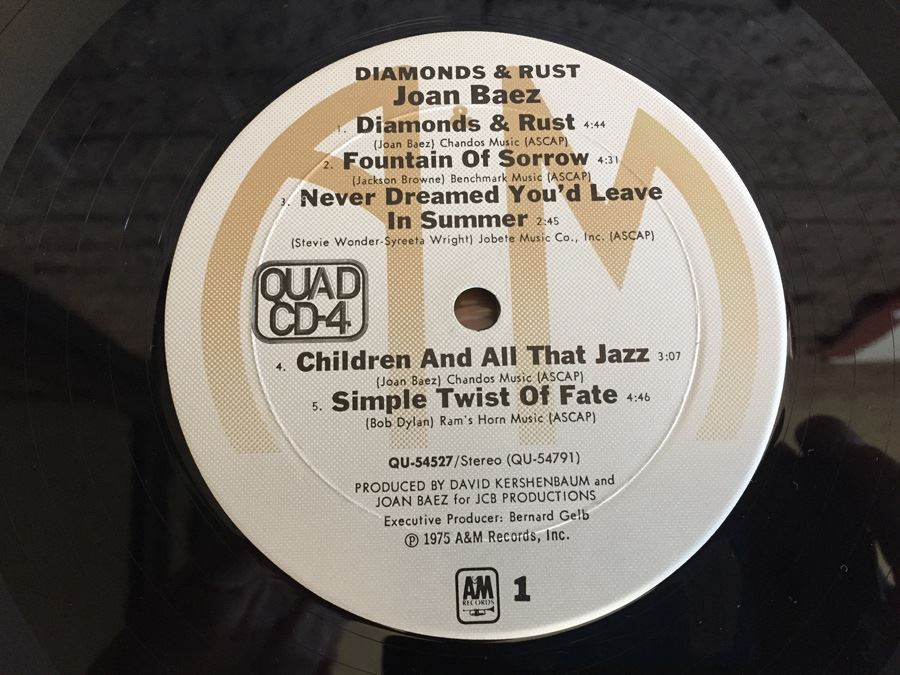 DIAMONDS & RUST
Joan Baez
1. Diamonds & Rust 4:44
(Joan Baez) Chandos Music (ASCAP)
2. Fountain Of Sorrow 4:31
(Jackson Browne) Benchmark Music (ASCAP)
3. Never Dreamed You'd Leave
In Summer 2:45
(Stevie Wonder-Syreeta Wright) Jobete Music Co., Inc. (ASCAP)
QUAD
CD-4
4. Children And All That Jazz 3:07
(Joan Baez) Chandos Music (ASCAP)
5. Simple Twist Of Fate 4:46
(Bob Dylan) Ram's Horn Music (ASCAP)
QU-54527/Stereo (QU-54791)
PRODUCED BY DAVID KERSHENBAUM and
JOAN BAEZ for JCB PRODUCTIONS
Executive Producer: Bernard Gelb
℗ 1975 A&M Records, Inc.
AM
RECORDS
1